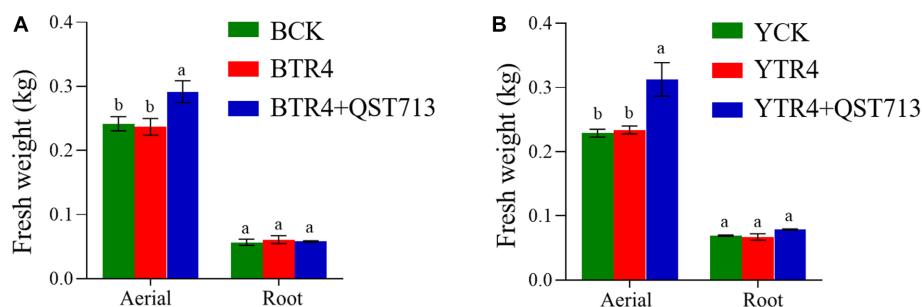 A
Fresh weight (kg)
0.4
0.3
0.2
0.1
0.0
BCK
BTR4
BTR4+QST713
b
b
a
a
a
a
Aerial
Root
B
Fresh weight (kg)
0.4
0.3
0.2
0.1
0.0
YCK
YTR4
YTR4+QST713
b
b
a
a
a
a
Aerial
Root